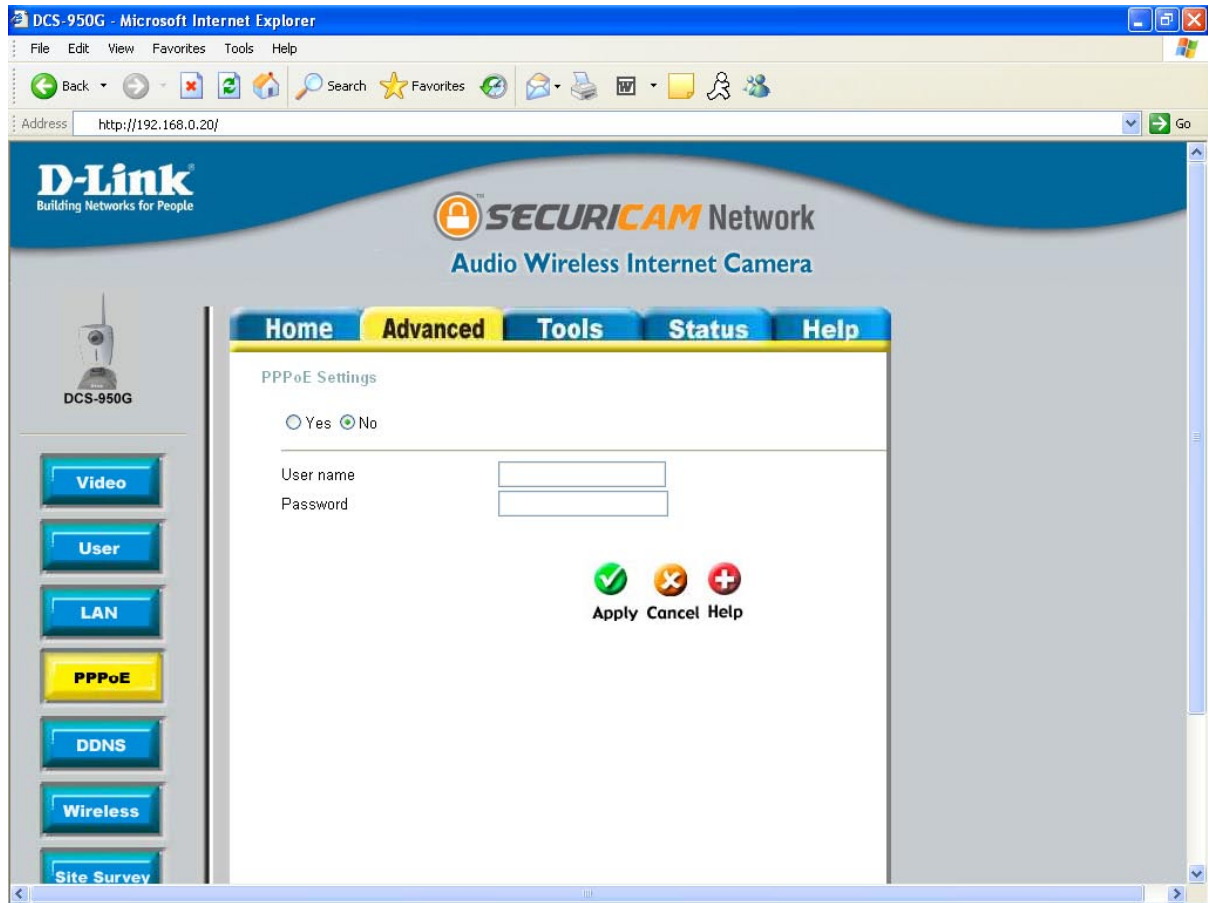 DCS-950G - Microsoft Internet Explorer
File Edit View Favorites Tools Help
Back Search Favorites
Address http://192.168.0.20/ Go
D-Link
Building Networks for People
SECURICAM Network
Audio Wireless Internet Camera
Home Advanced Tools Status Help
DCS-950G
PPPoE Settings
Yes No
User name
Password
Apply Cancel Help
Video
User
LAN
PPPoE
DDNS
Wireless
Site Survey